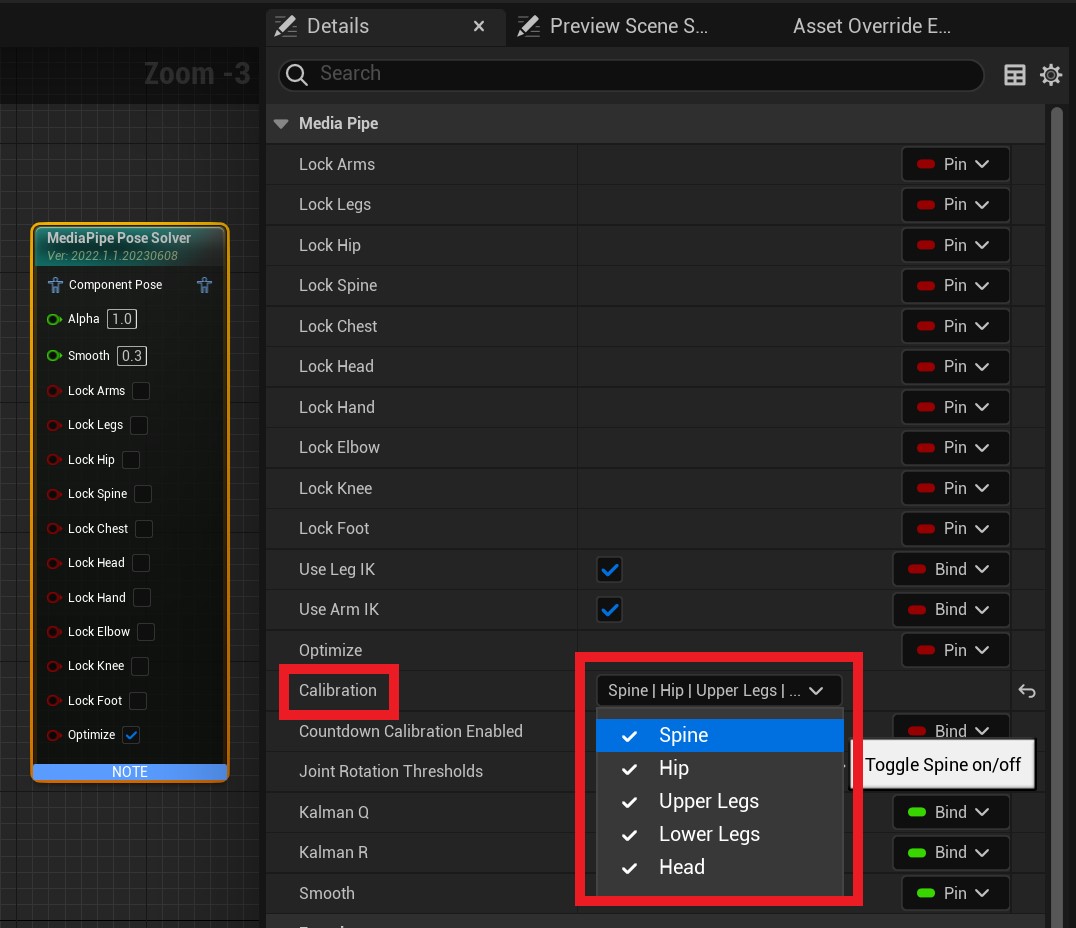 Details
Preview Scene S...
Asset Override E...
Zoom -3
Search
Media Pipe
Lock Arms Pin
Lock Legs Pin
Lock Hip Pin
Lock Spine Pin
Lock Chest Pin
Lock Head Pin
Lock Hand Pin
Lock Elbow Pin
Lock Knee Pin
Lock Foot Pin
Use Leg IK Bind
Use Arm IK Bind
Optimize Pin
Calibration Spine | Hip | Upper Legs | ...
Spine
Hip
Upper Legs
Lower Legs
Head
Toggle Spine on/off
Countdown Calibration Enabled Bind
Joint Rotation Thresholds
Kalman Q Bind
Kalman R Bind
Smooth Pin
MediaPipe Pose Solver
Ver: 2022.1.1.20230608
Component Pose
Alpha 1.0
Smooth 0.3
Lock Arms
Lock Legs
Lock Hip
Lock Spine
Lock Chest
Lock Head
Lock Hand
Lock Elbow
Lock Knee
Lock Foot
Optimize
NOTE